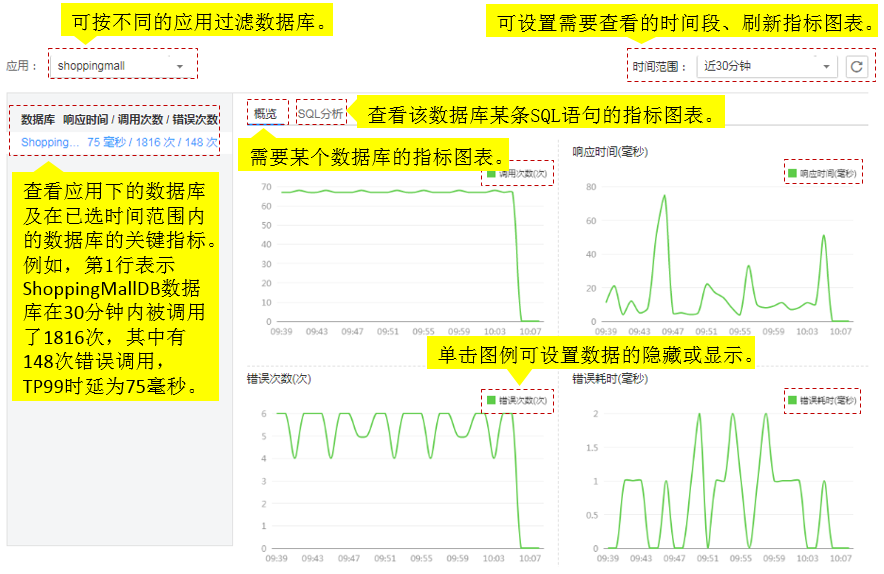 可按不同的应用过滤数据库。
可设置需要查看的时间段、刷新指标图表。
应用： shoppingmall
时间范围： 近30分钟
数据库 响应时间 / 调用次数 / 错误次数
Shopping... 75 毫秒 / 1816 次 / 148 次
概览 SQL分析
查看该数据库某条SQL语句的指标图表。
需要某个数据库的指标图表。
查看应用下的数据库
及在已选时间范围内
的数据库的关键指标。
例如，第1行表示
ShoppingMallDB数据
库在30分钟内被调用
了1816次，其中有
148次错误调用，
TP99时延为75毫秒。
调用次数(次)
70
60
50
40
30
20
10
0
09:39 09:43 09:47 09:51 09:55 09:59 10:03 10:07
响应时间(毫秒)
响应时间(毫秒)
80
60
40
20
0
09:39 09:43 09:47 09:51 09:55 09:59 10:03 10:07
单击图例可设置数据的隐藏或显示。
错误次数(次)
错误次数(次)
6
5
4
3
2
1
0
09:39 09:43 09:47 09:51 09:55 09:59 10:03 10:07
错误耗时(毫秒)
错误耗时(毫秒)
2
1.5
1
0.5
0
09:39 09:43 09:47 09:51 09:55 09:59 10:03 10:07